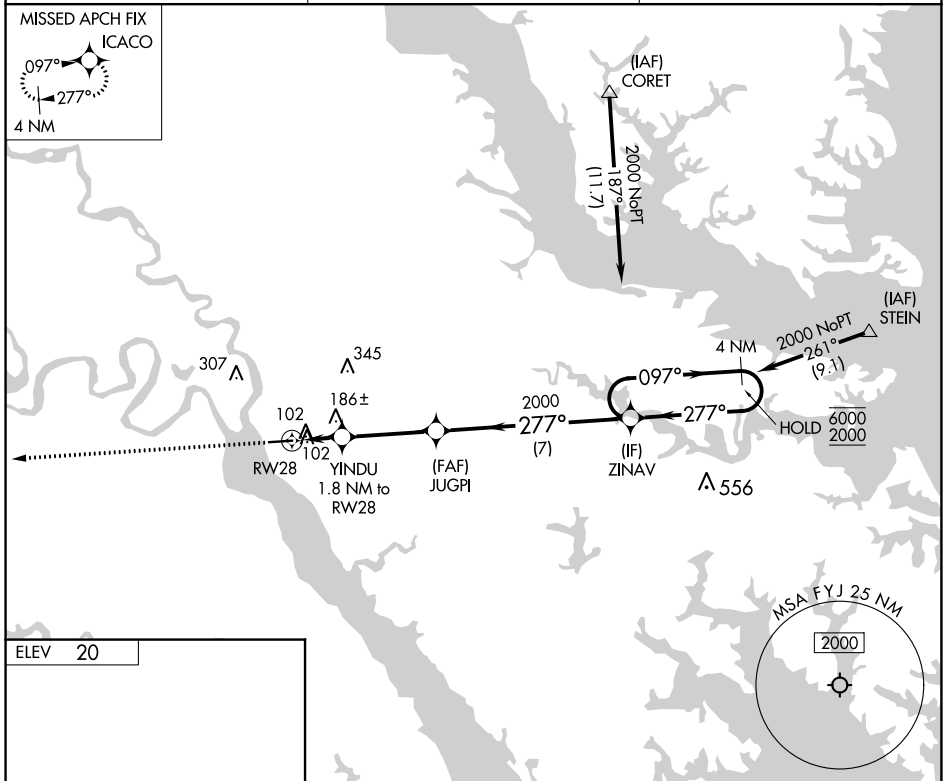 MISSED APCH FIX
ICACO
097°
277°
4 NM
(IAF)
CORET
2000 NoPT
187°
(11.7)
(IAF)
STEIN
2000 NoPT
261°
(9.1)
4 NM
097°
277°
HOLD
6000
2000
307
345
186±
102
102
2000
277°
(7)
RW28
YINDU
1.8 NM to
RW28
(FAF)
JUGPI
(IF)
ZINAV
556
MSA FYJ 25 NM
2000
ELEV 20